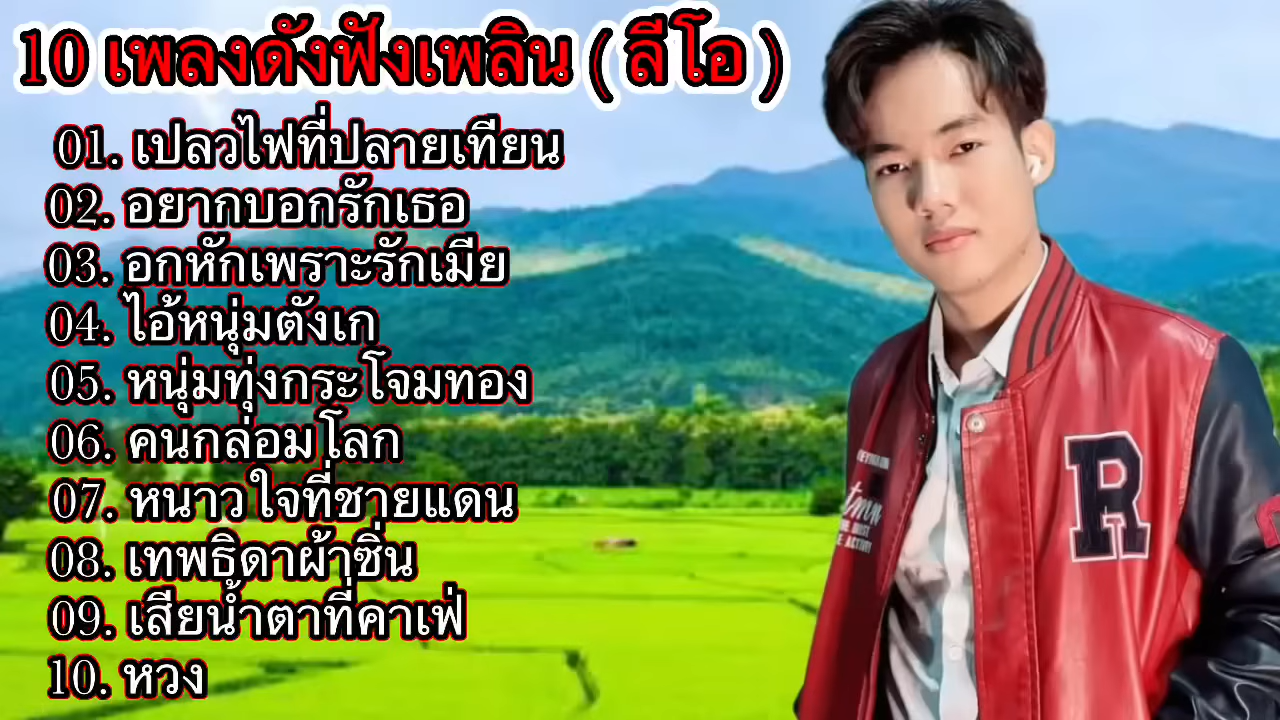 10 เพลงดังฟังเพลิน ( ลีโอ )
01. เปลวไฟที่ปลายเทียน
02. อยากบอกรักเธอ
03. อกหักเพราะรักเมีย
04. ไอ้หนุ่มตังเก
05. หนุ่มทุ่งกระโจมทอง
06. คนกล่อมโลก
07. หนาวใจที่ชายแดน
08. เทพธิดาผ้าซิ่น
09. เสียน้ำตาที่คาเฟ่
10. หวง
R